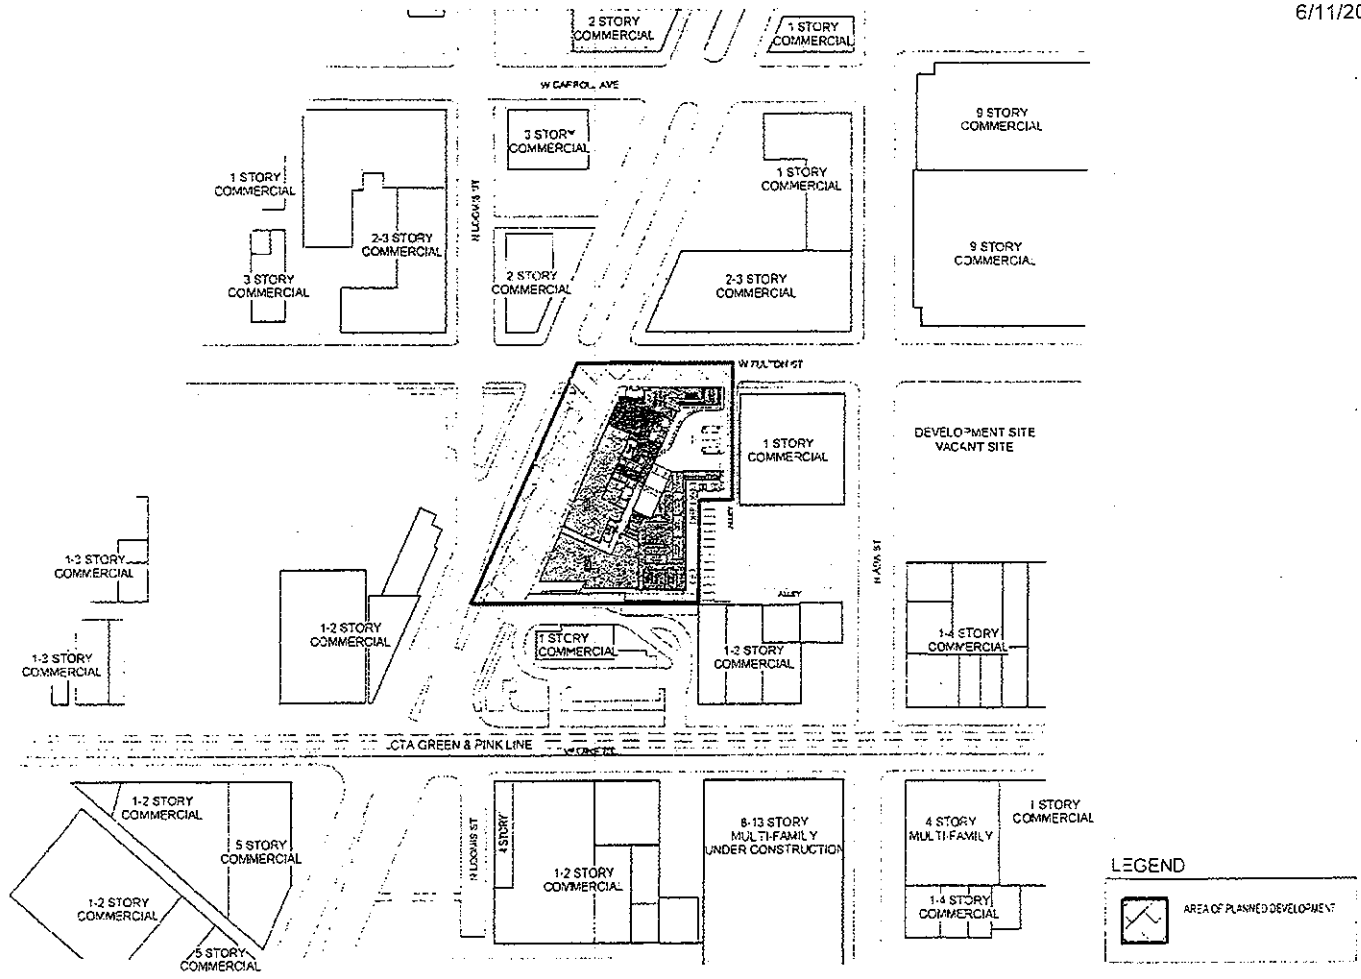 6/11/20
2 STORY
COMMERCIAL
1 STORY
COMMERCIAL
W CARROLL AVE
9 STORY
COMMERCIAL
3 STORY
COMMERCIAL
1 STORY
COMMERCIAL
1 STORY
COMMERCIAL
N LOOMIS ST
2-3 STORY
COMMERCIAL
9 STORY
COMMERCIAL
3 STORY
COMMERCIAL
2 STORY
COMMERCIAL
2-3 STORY
COMMERCIAL
W FULTON ST
1 STORY
COMMERCIAL
DEVELOPMENT SITE
VACANT SITE
ALLEY
N ADA ST
1-3 STORY
COMMERCIAL
ALLEY
1-2 STORY
COMMERCIAL
1 STORY
COMMERCIAL
1-2 STORY
COMMERCIAL
1-4 STORY
COMMERCIAL
1-3 STORY
COMMERCIAL
CTA GREEN & PINK LINE
W LAKE ST
1-2 STORY
COMMERCIAL
5 STORY
COMMERCIAL
N LOOMIS ST
4 STORY
1-2 STORY
COMMERCIAL
8-13 STORY
MULTI-FAMILY
UNDER CONSTRUCTION
4 STORY
MULTI-FAMILY
1 STORY
COMMERCIAL
1-2 STORY
COMMERCIAL
1-4 STORY
COMMERCIAL
5 STORY
COMMERCIAL
LEGEND
AREA OF PLANNED DEVELOPMENT